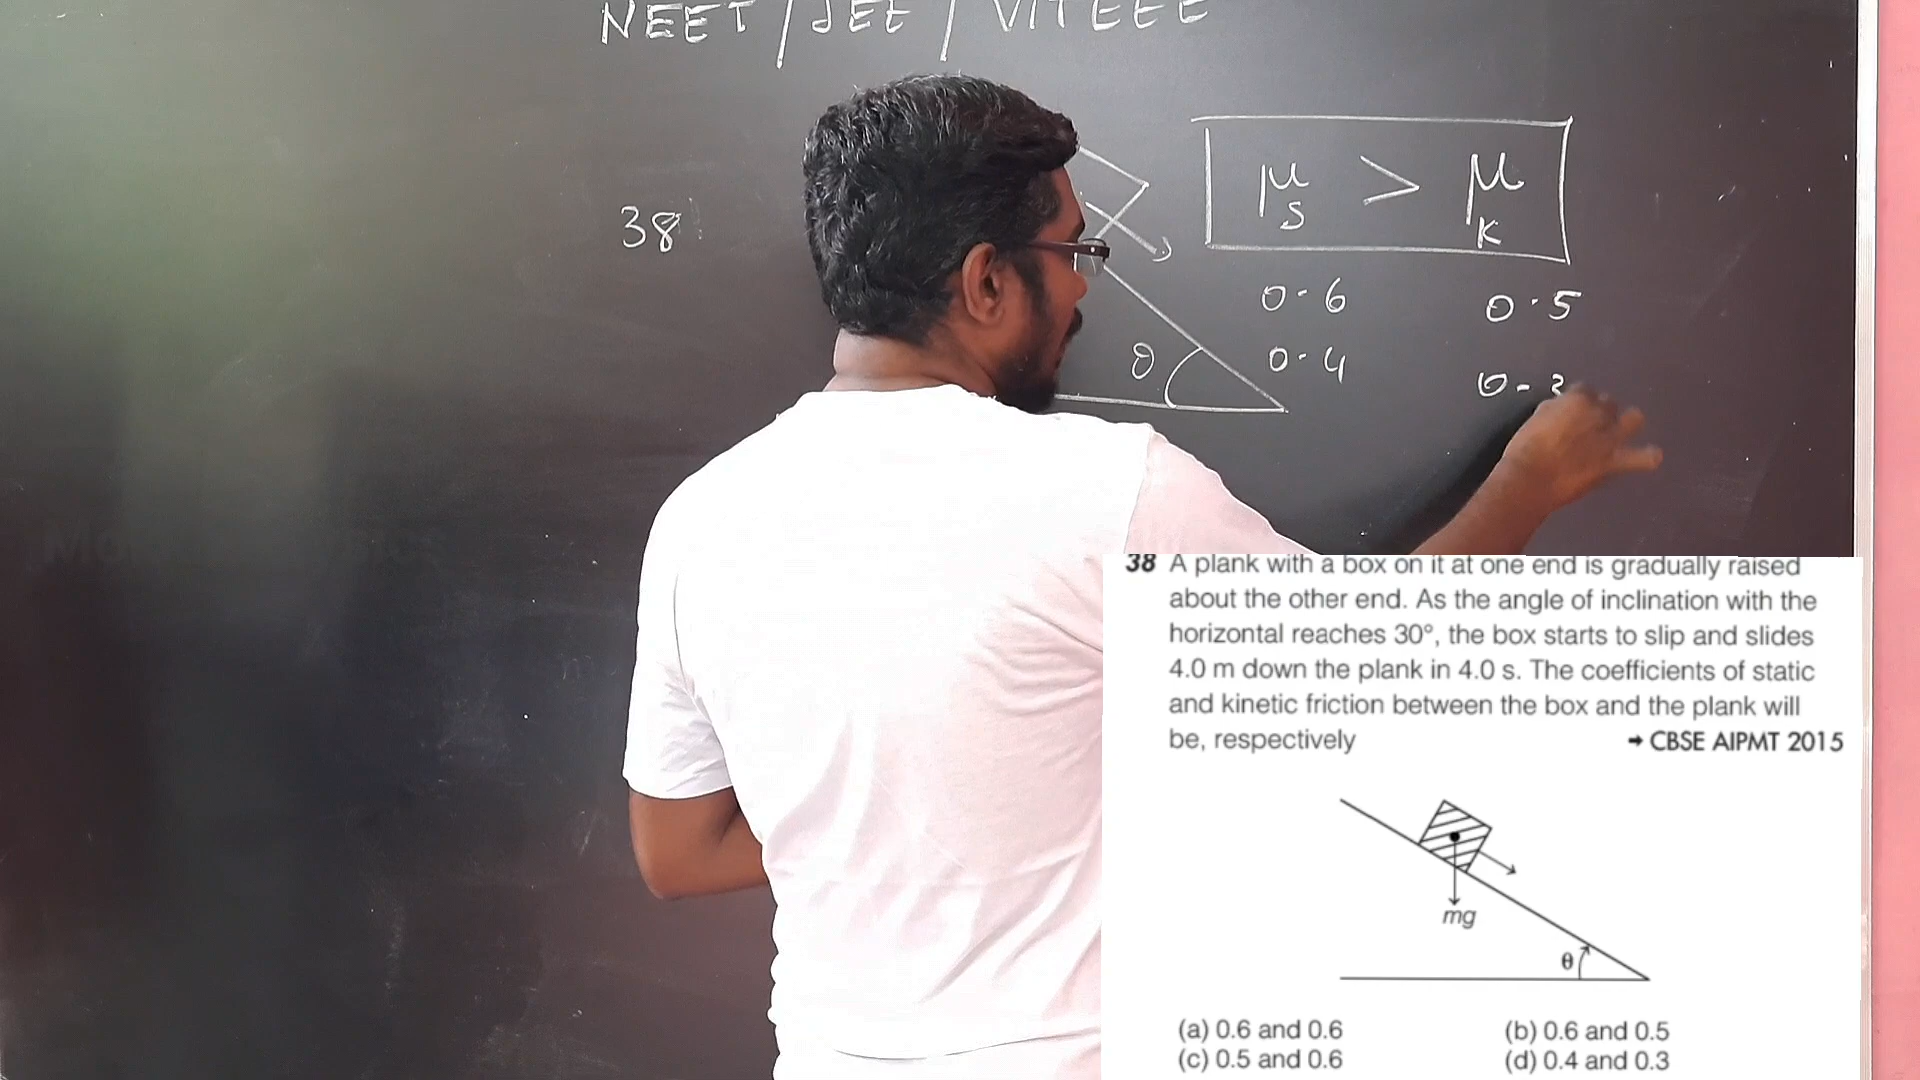 NEET / JEE / VITEEE
38
μs > μk
0.6 0.5
θ 0.4 0.3
38 A plank with a box on it at one end is gradually raised
about the other end. As the angle of inclination with the
horizontal reaches 30°, the box starts to slip and slides
4.0 m down the plank in 4.0 s. The coefficients of static
and kinetic friction between the box and the plank will
be, respectively → CBSE AIPMT 2015
mg
θ
(a) 0.6 and 0.6 (b) 0.6 and 0.5
(c) 0.5 and 0.6 (d) 0.4 and 0.3